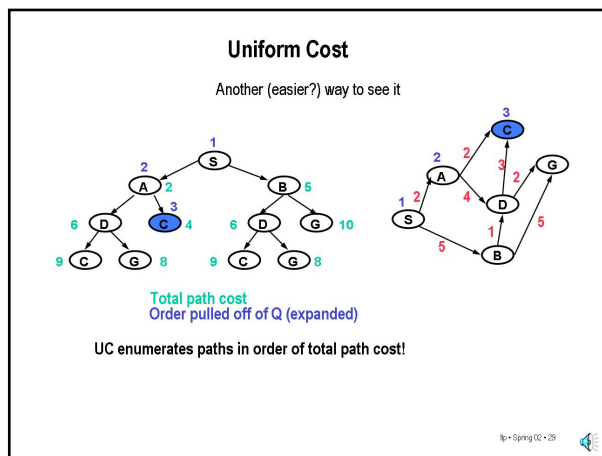 Uniform Cost
Another (easier?) way to see it
1
S
2
A 2
B 5
3
6 D
C 4
6 D
G 10
9 C
G 8
9 C
G 8
3
C
2
A
2
3
G
2
1
S
2
4
D
5
1
5
B
Total path cost
Order pulled off of Q (expanded)
UC enumerates paths in order of total path cost!
tlp • Spring 02 • 29